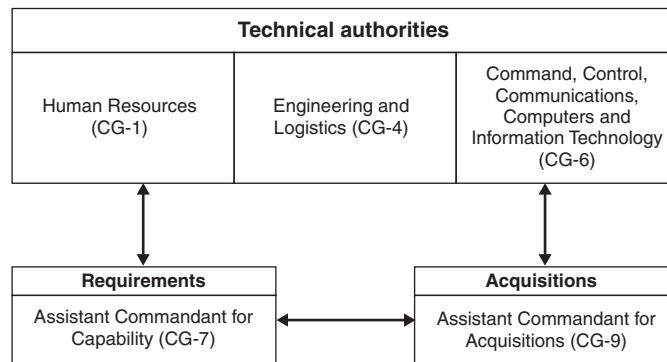 Technical authorities
Human Resources
(CG-1)
Engineering and
Logistics (CG-4)
Command, Control,
Communications,
Computers and
Information Technology
(CG-6)
Requirements
Assistant Commandant for
Capability (CG-7)
Acquisitions
Assistant Commandant for
Acquisitions (CG-9)